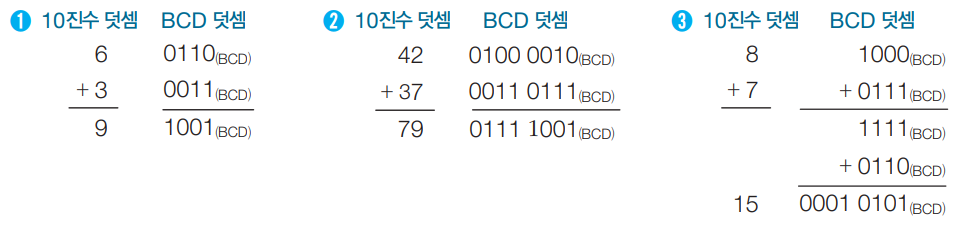 ❶ 10진수 덧셈 BCD 덧셈
6 0110(BCD)
+ 3 0011(BCD)
9 1001(BCD)
❷ 10진수 덧셈 BCD 덧셈
42 0100 0010(BCD)
+ 37 0011 0111(BCD)
79 0111 1001(BCD)
❸ 10진수 덧셈 BCD 덧셈
8 1000(BCD)
+ 7 + 0111(BCD)
1111(BCD)
+ 0110(BCD)
15 0001 0101(BCD)